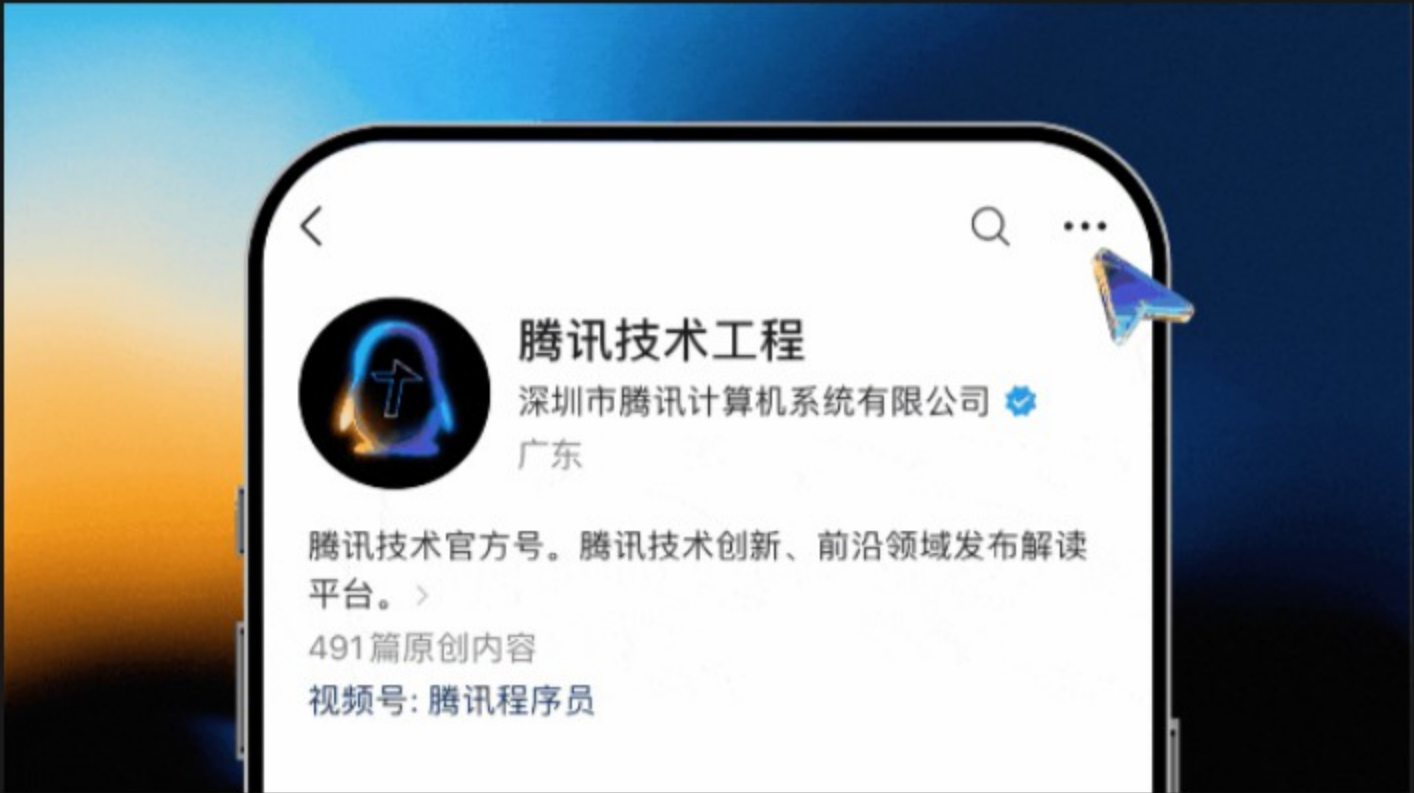 腾讯技术工程
深圳市腾讯计算机系统有限公司
广东
腾讯技术官方号。腾讯技术创新、前沿领域发布解读
平台。
491篇原创内容
视频号: 腾讯程序员